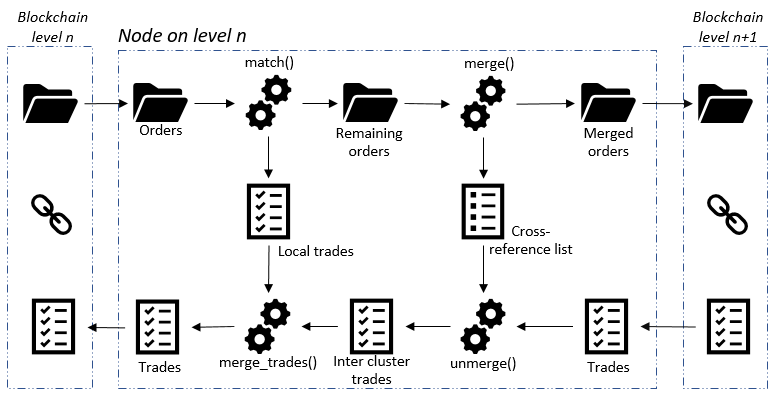 Blockchain
level n
Node on level n
Blockchain
level n+1
match()
merge()
Orders
Remaining
orders
Merged
orders
Local trades
Cross-
reference list
Trades
merge_trades()
Inter cluster
trades
unmerge()
Trades